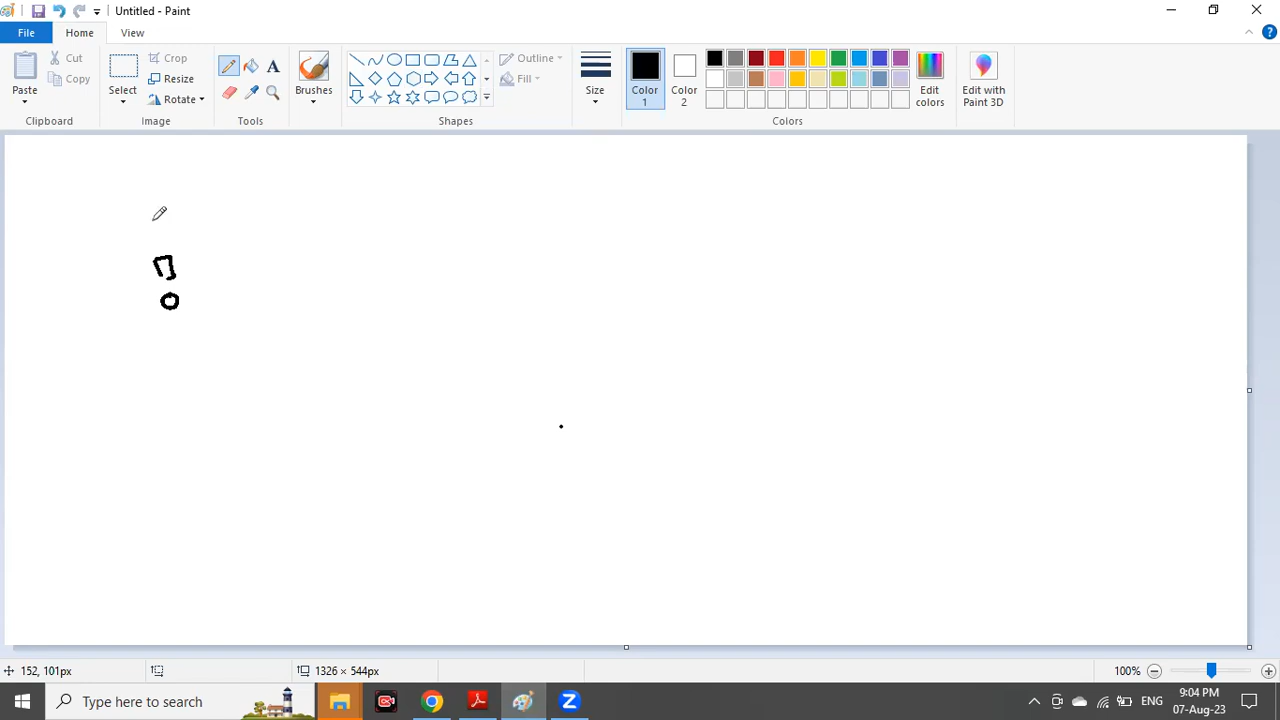 Untitled - Paint
File Home View
Paste
Cut
Copy
Clipboard
Select
Crop
Resize
Rotate
Image
Tools
Brushes
Shapes
Outline
Fill
Size
Color 1
Color 2
Edit colors
Colors
Edit with Paint 3D
152, 101px
1326 × 544px
100%
Type here to search
ENG
9:04 PM
07-Aug-23